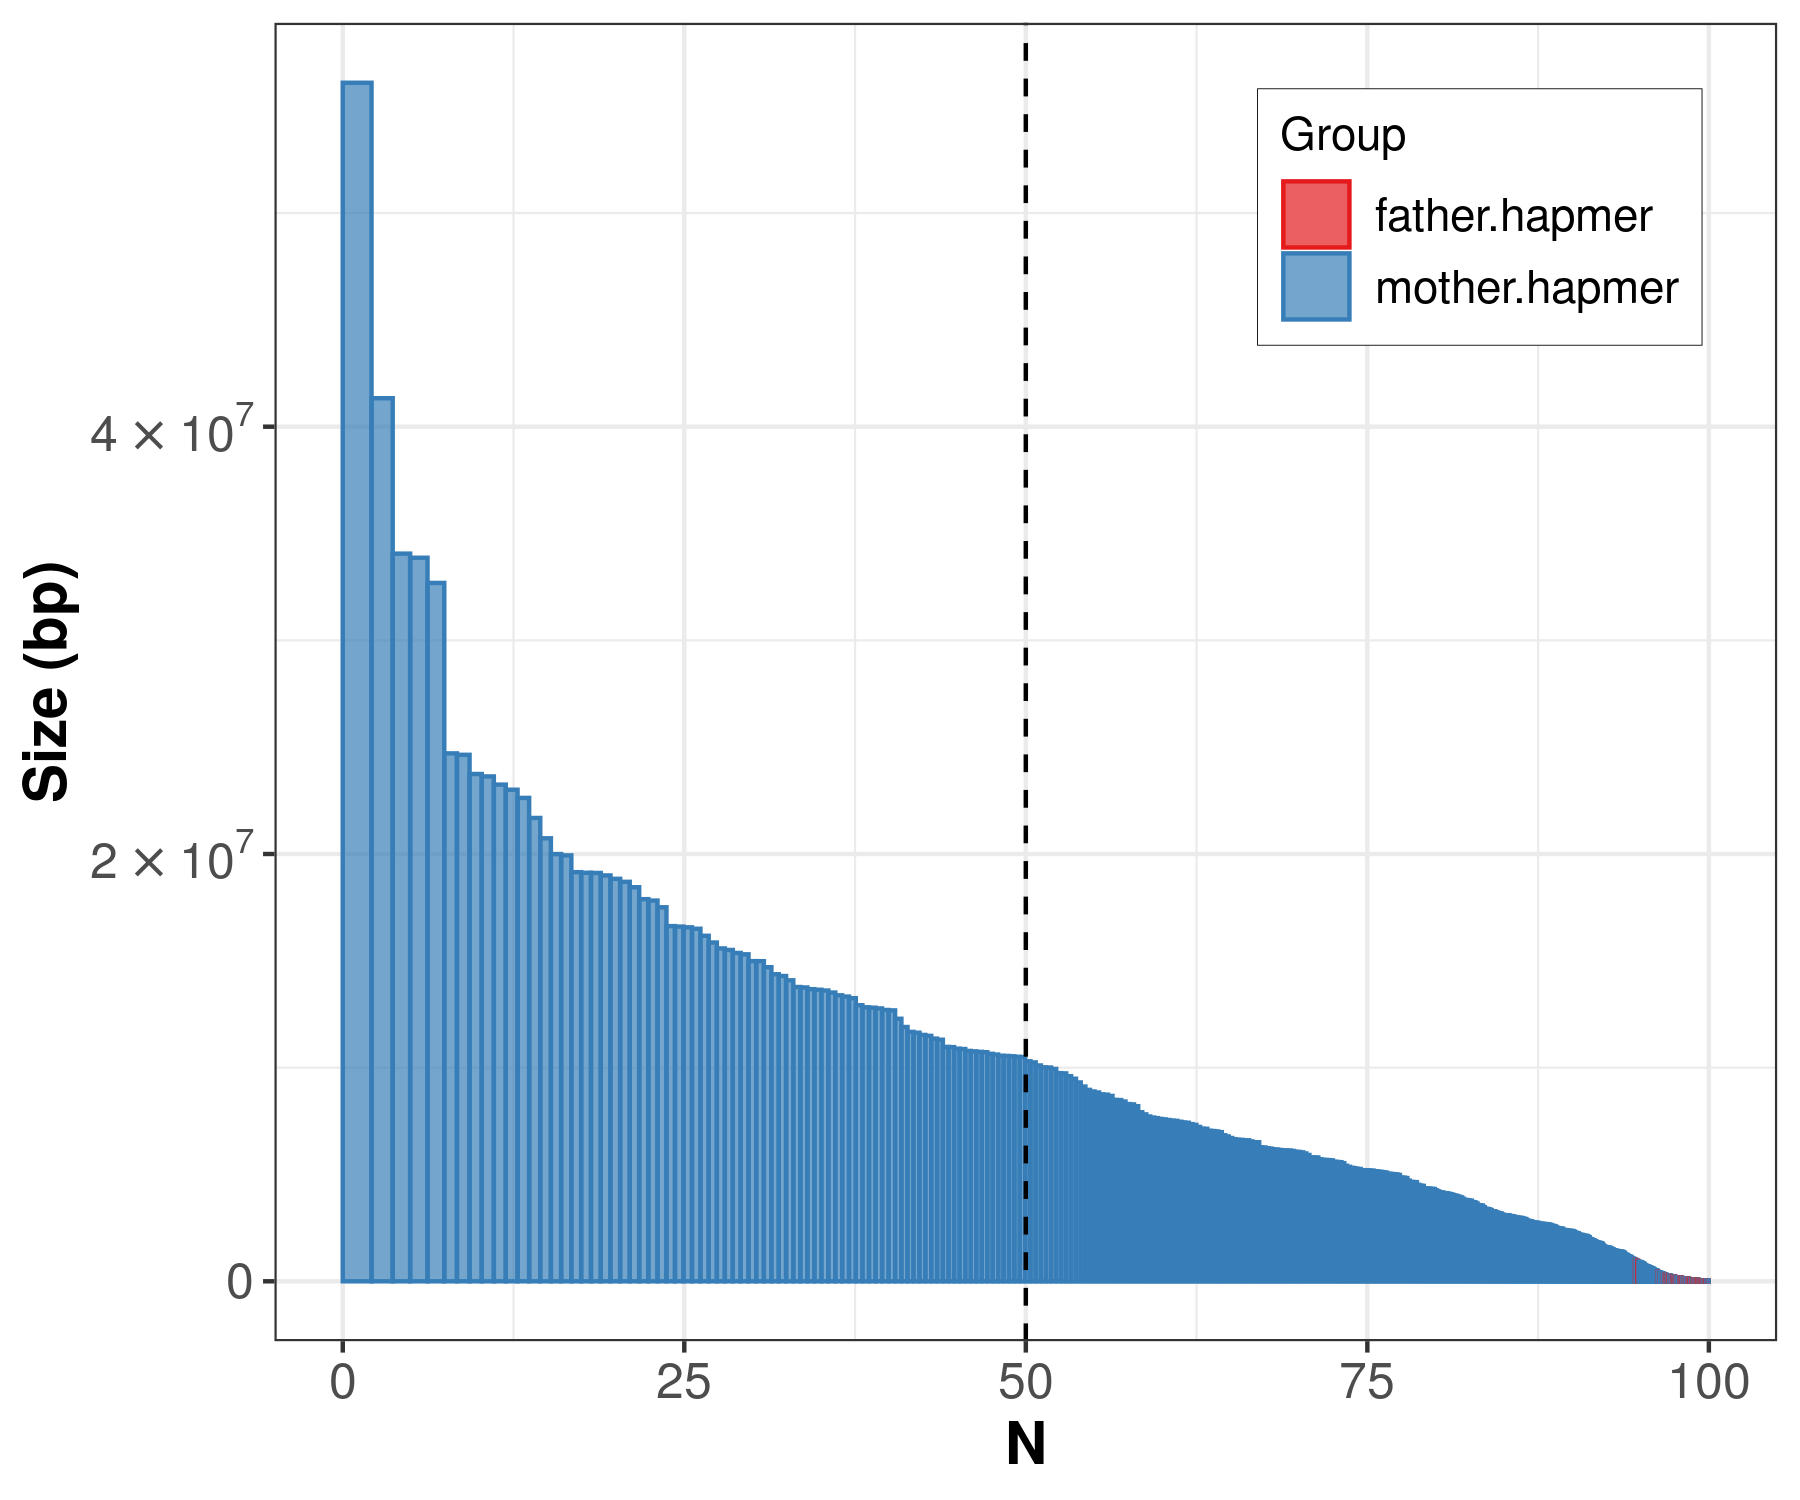 Group
father.hapmer
mother.hapmer
Size (bp)
4 × 10⁷
2 × 10⁷
0
0 25 50 75 100
N